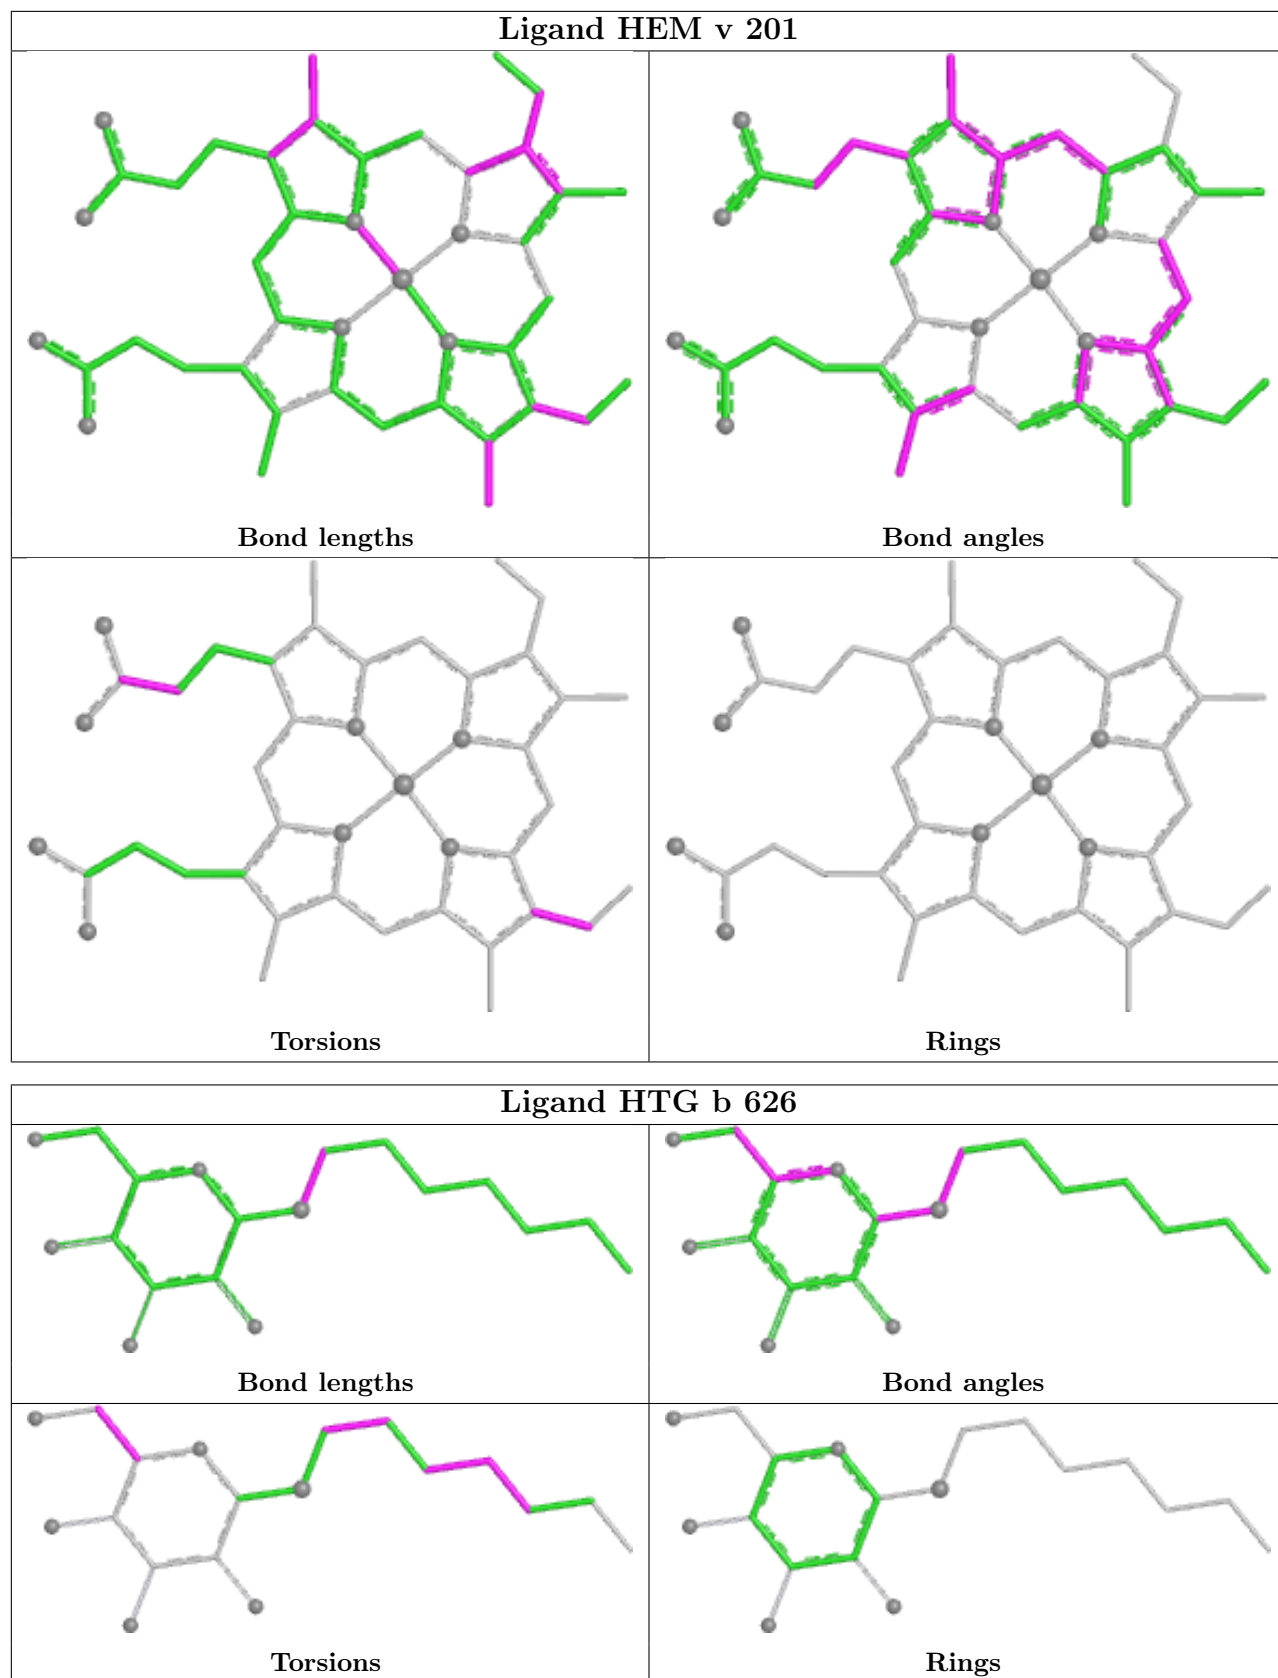 Ligand HEM v 201
Bond lengths
Bond angles
Torsions
Rings
Ligand HTG b 626
Bond lengths
Bond angles
Torsions
Rings